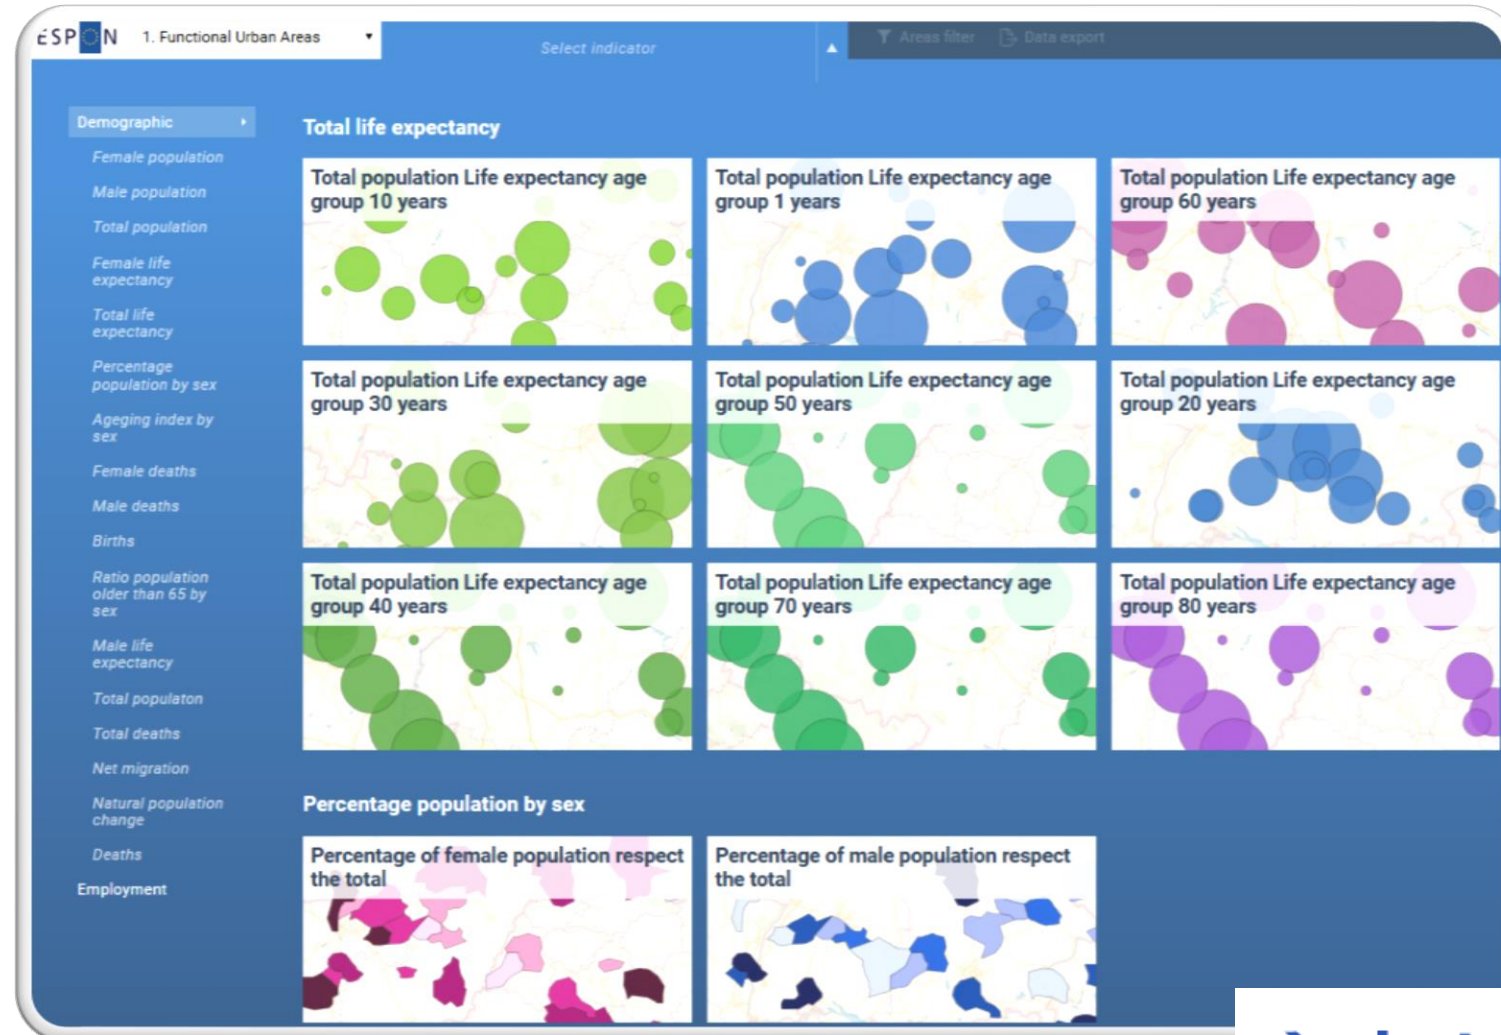 ESPON
1. Functional Urban Areas
Select indicator
Areas filter
Data export
Demographic
Female population
Male population
Total population
Female life
expectancy
Total life
expectancy
Percentage
population by sex
Ageging index by
sex
Female deaths
Male deaths
Births
Ratio population
older than 65 by
sex
Male life
expectancy
Total populaton
Total deaths
Net migration
Natural population
change
Deaths
Employment
Total life expectancy
Total population Life expectancy age
group 10 years
Total population Life expectancy age
group 1 years
Total population Life expectancy age
group 60 years
Total population Life expectancy age
group 30 years
Total population Life expectancy age
group 50 years
Total population Life expectancy age
group 20 years
Total population Life expectancy age
group 40 years
Total population Life expectancy age
group 70 years
Total population Life expectancy age
group 80 years
Percentage population by sex
Percentage of female population respect
the total
Percentage of male population respect
the total